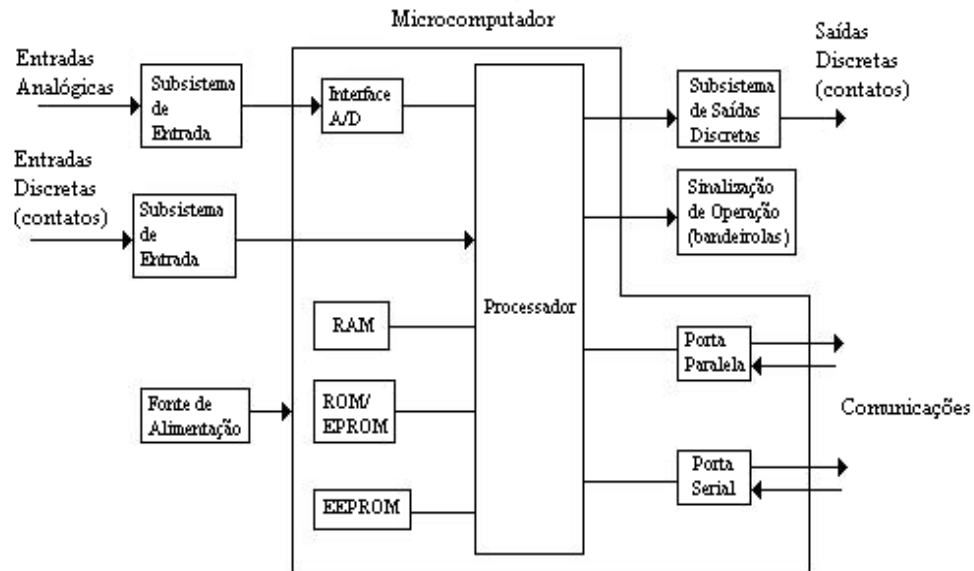 Microcomputador
Entradas
Analógicas
Subsistema
de
Entrada
Interface
A/D
Subsistema
de Saídas
Discretas
Saídas
Discretas
(contatos)
Entradas
Discretas
(contatos)
Subsistema
de
Entrada
Sinalização
de Operação
(bandeirolas)
Processador
RAM
Porta
Paralela
Fonte de
Alimentação
ROM/
EPROM
Comunicações
EEPROM
Porta
Serial